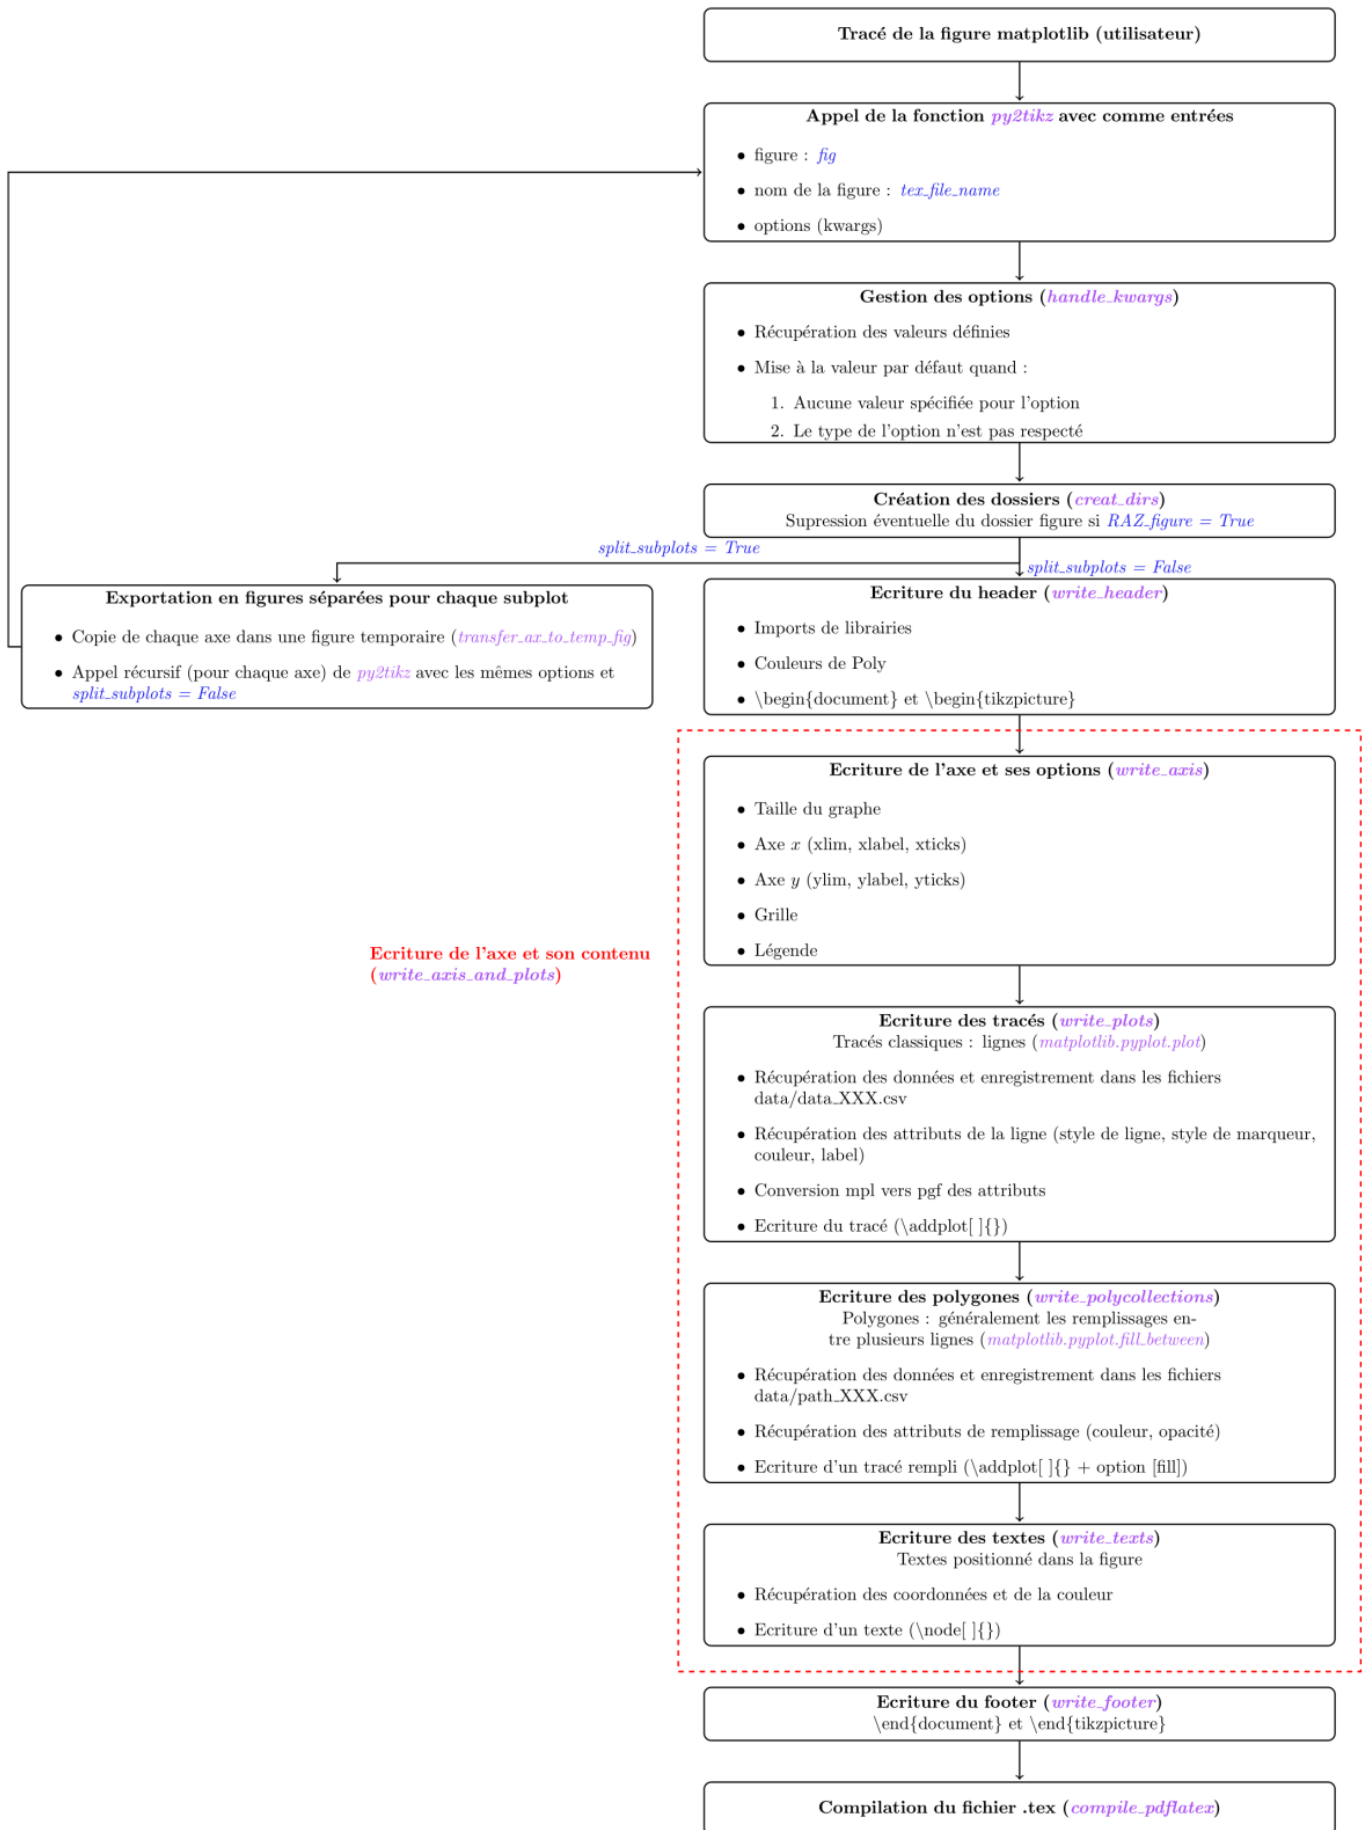 Tracé de la figure matplotlib (utilisateur)
Appel de la fonction py2tikz avec comme entrées
• figure : fig
• nom de la figure : tex_file_name
• options (kwargs)
Gestion des options (handle_kwargs)
• Récupération des valeurs définies
• Mise à la valeur par défaut quand :
1. Aucune valeur spécifiée pour l'option
2. Le type de l'option n'est pas respecté
Création des dossiers (creat_dirs)
Supression éventuelle du dossier figure si RAZ_figure = True
split_subplots = True
split_subplots = False
Exportation en figures séparées pour chaque subplot
• Copie de chaque axe dans une figure temporaire (transfer_ax_to_temp_fig)
• Appel récursif (pour chaque axe) de py2tikz avec les mêmes options et
split_subplots = False
Ecriture du header (write_header)
• Imports de librairies
• Couleurs de Poly
• \begin{document} et \begin{tikzpicture}
Ecriture de l'axe et son contenu
(write_axis_and_plots)
Ecriture de l'axe et ses options (write_axis)
• Taille du graphe
• Axe x (xlim, xlabel, xticks)
• Axe y (ylim, ylabel, yticks)
• Grille
• Légende
Ecriture des tracés (write_plots)
Tracés classiques : lignes (matplotlib.pyplot.plot)
• Récupération des données et enregistrement dans les fichiers
data/data_XXX.csv
• Récupération des attributs de la ligne (style de ligne, style de marqueur,
couleur, label)
• Conversion mpl vers pgf des attributs
• Ecriture du tracé (\addplot[ ]{})
Ecriture des polygones (write_polycollections)
Polygones : généralement les remplissages en-
tre plusieurs lignes (matplotlib.pyplot.fill_between)
• Récupération des données et enregistrement dans les fichiers
data/path_XXX.csv
• Récupération des attributs de remplissage (couleur, opacité)
• Ecriture d'un tracé rempli (\addplot[ ]{} + option [fill])
Ecriture des textes (write_texts)
Textes positionné dans la figure
• Récupération des coordonnées et de la couleur
• Ecriture d'un texte (\node[ ]{})
Ecriture du footer (write_footer)
\end{document} et \end{tikzpicture}
Compilation du fichier .tex (compile_pdflatex)